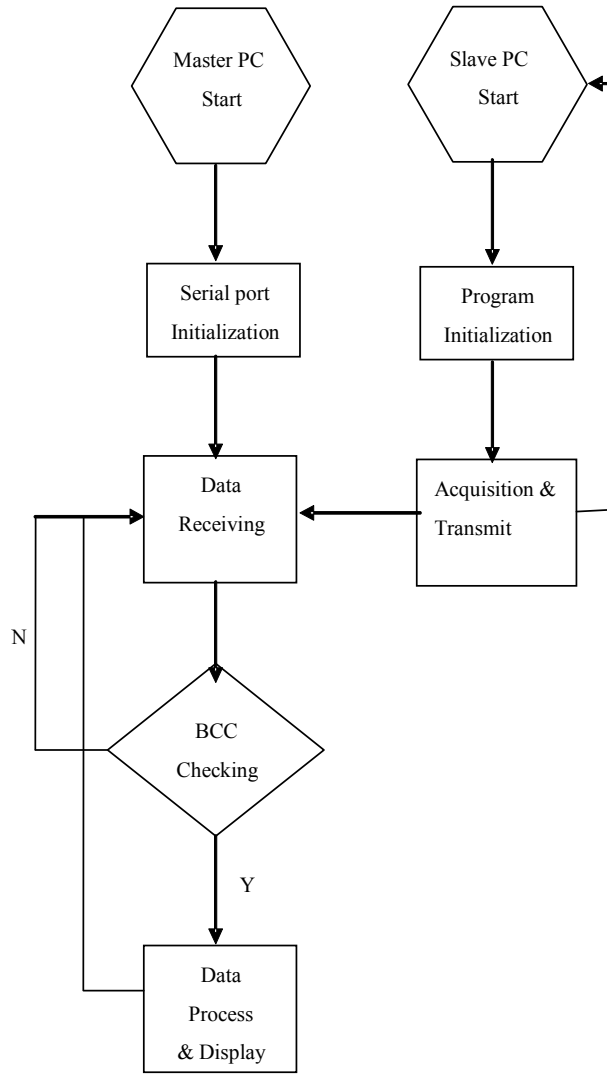 Master PC
Start
Slave PC
Start
Serial port
Initialization
Program
Initialization
Data
Receiving
Acquisition &
Transmit
N
BCC
Checking
Y
Data
Process
& Display